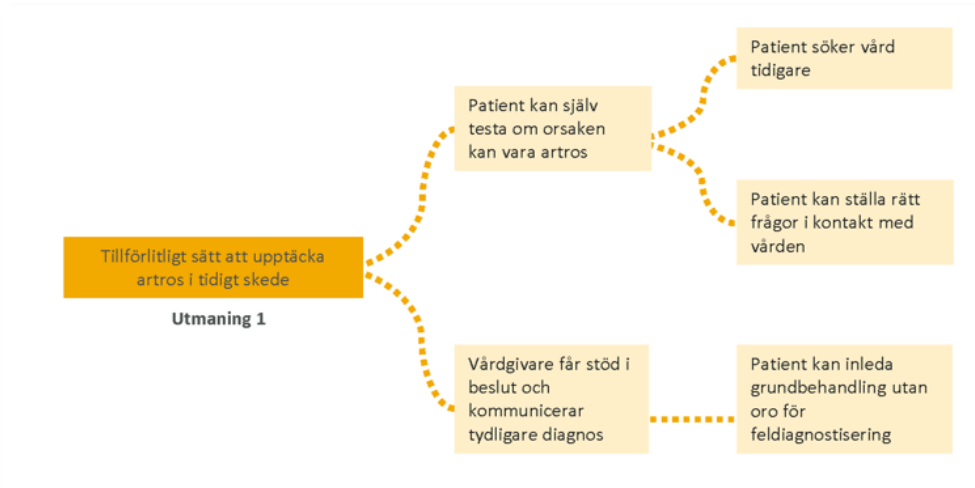 Patient söker vård
tidigare
Patient kan själv
testa om orsaken
kan vara artros
Patient kan ställa rätt
frågor i kontakt med
vården
Tillförlitligt sätt att upptäcka
artros i tidigt skede
Utmaning 1
Vårdgivare får stöd i
beslut och
kommunicerar
tydligare diagnos
Patient kan inleda
grundbehandling utan
oro för
feldiagnostisering